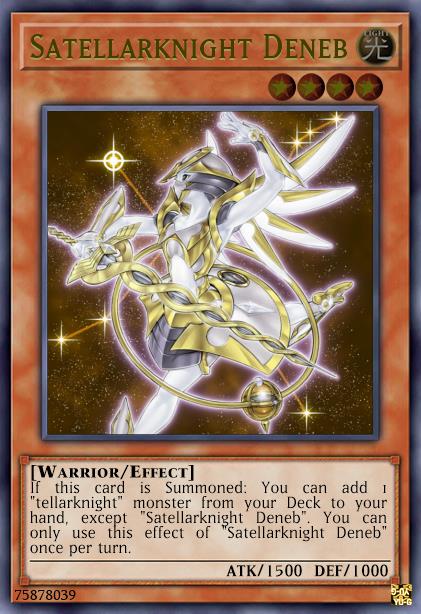 SATELLARKNIGHT DENEB
LIGHT
光
[WARRIOR/EFFECT]
If this card is Summoned: You can add 1
"tellarknight" monster from your Deck to your
hand, except "Satellarknight Deneb". You can
only use this effect of "Satellarknight Deneb"
once per turn.
ATK/1500 DEF/1000
75878039